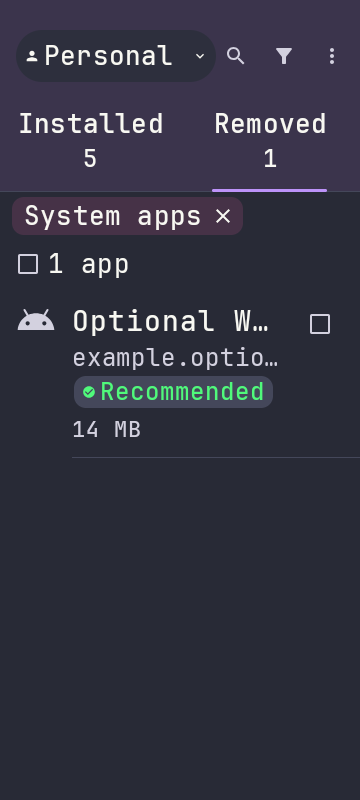 Personal
Installed
5
Removed
1
System apps
1 app
Optional W…
example.optio…
Recommended
14 MB